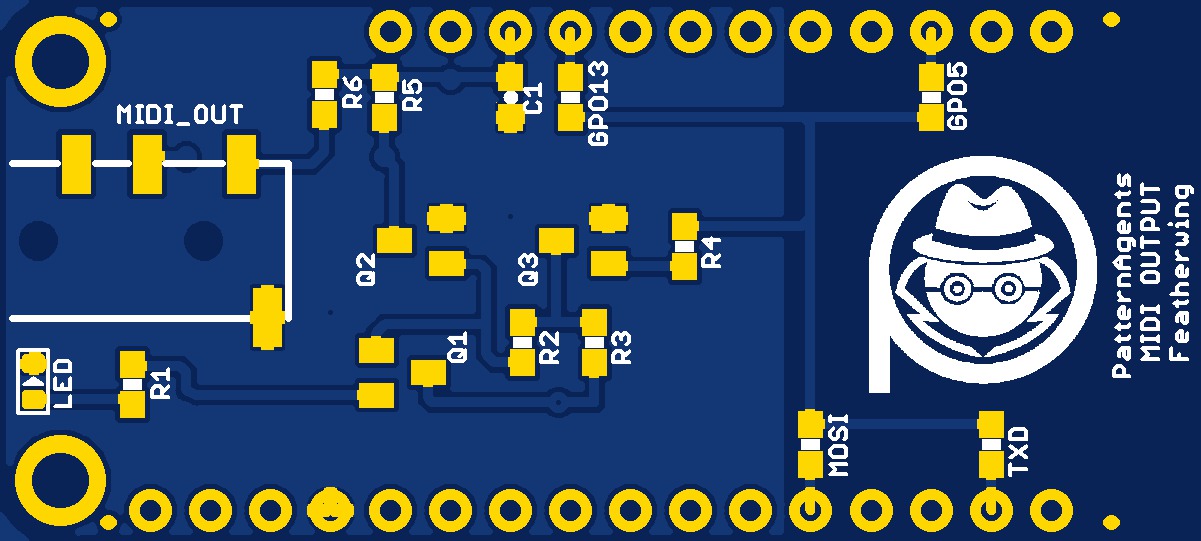 MIDI_OUT
R6
R5
C1
GPO13
GPO5
Q2
Q3
R4
PatternAgents
MIDI OUTPUT
Featherwing
LED
R1
Q1
R2
R3
MOSI
TXD